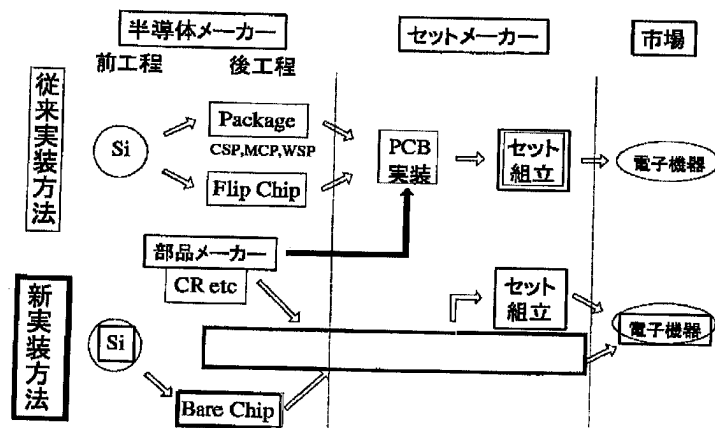 半導体メーカー
セットメーカー
市場
前工程
後工程
従来実装方法
Si
Package
CSP,MCP,WSP
Flip Chip
PCB
実装
セット
組立
電子機器
部品メーカー
CR etc
新実装方法
Si
Bare Chip
セット
組立
電子機器